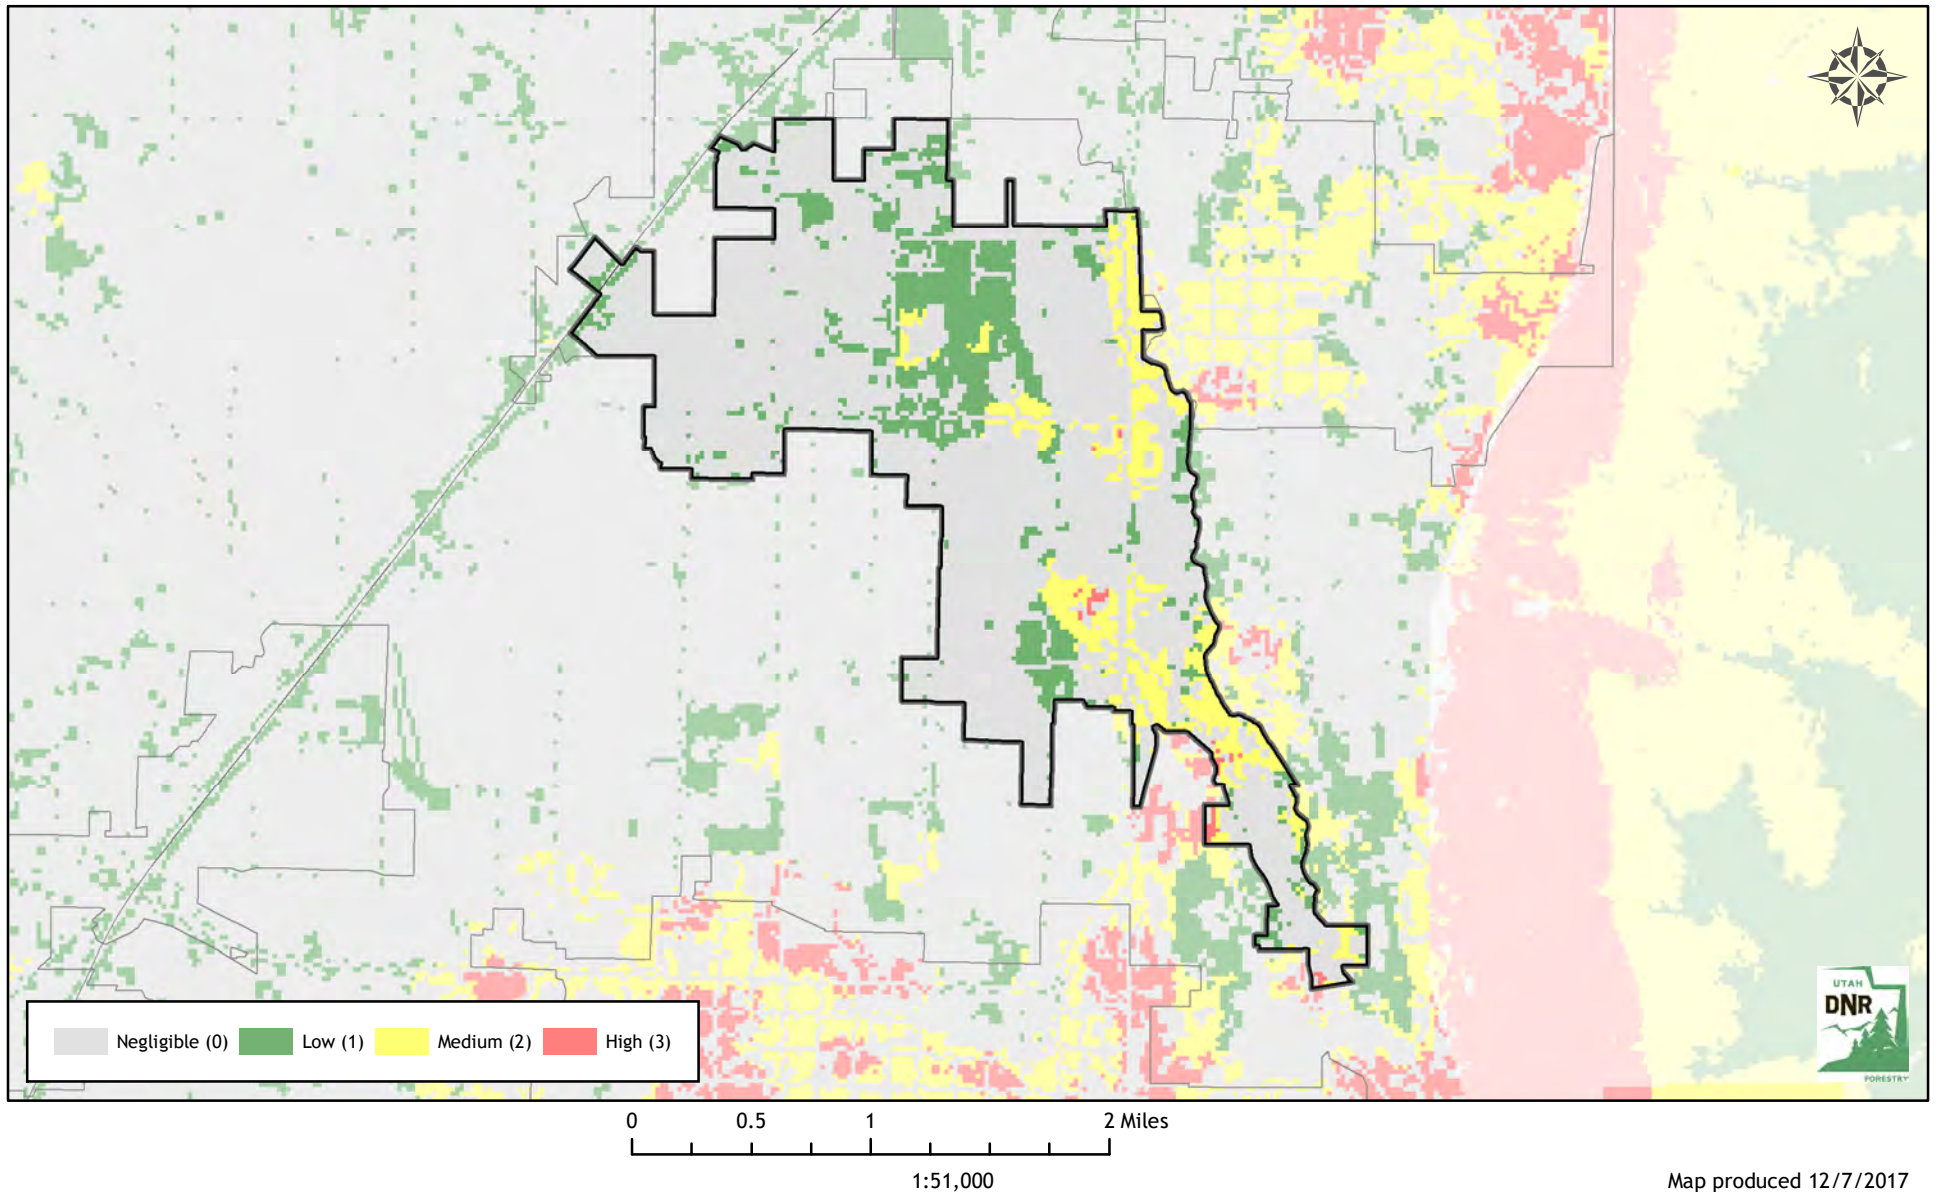 UTAH
DNR
FORESTRY
Negligible (0) Low (1) Medium (2) High (3)
0 0.5 1 2 Miles
1:51,000
Map produced 12/7/2017